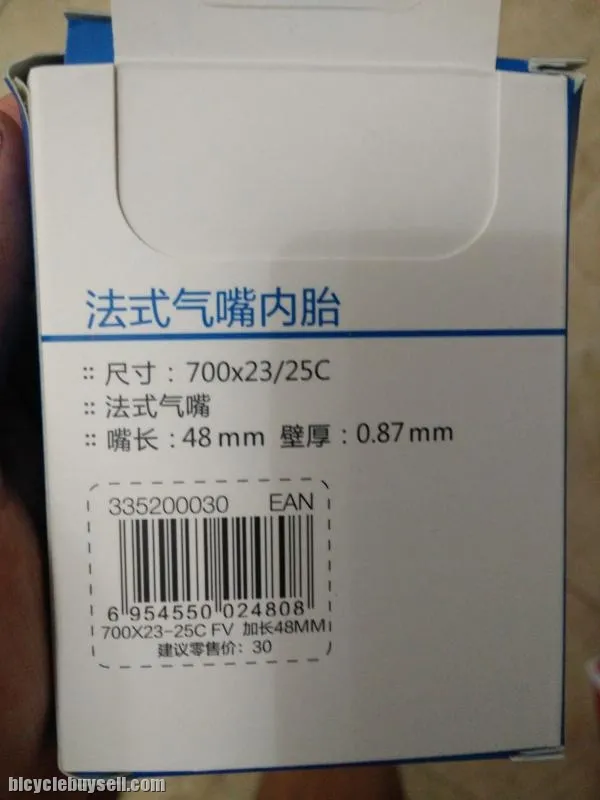 法式气嘴内胎
:: 尺寸：700x23/25C
:: 法式气嘴
:: 嘴长：48 mm 壁厚：0.87 mm
335200030 EAN
6 954550 024808
700X23-25C FV 加长48MM
建议零售价：30
blcyclebuysell.com